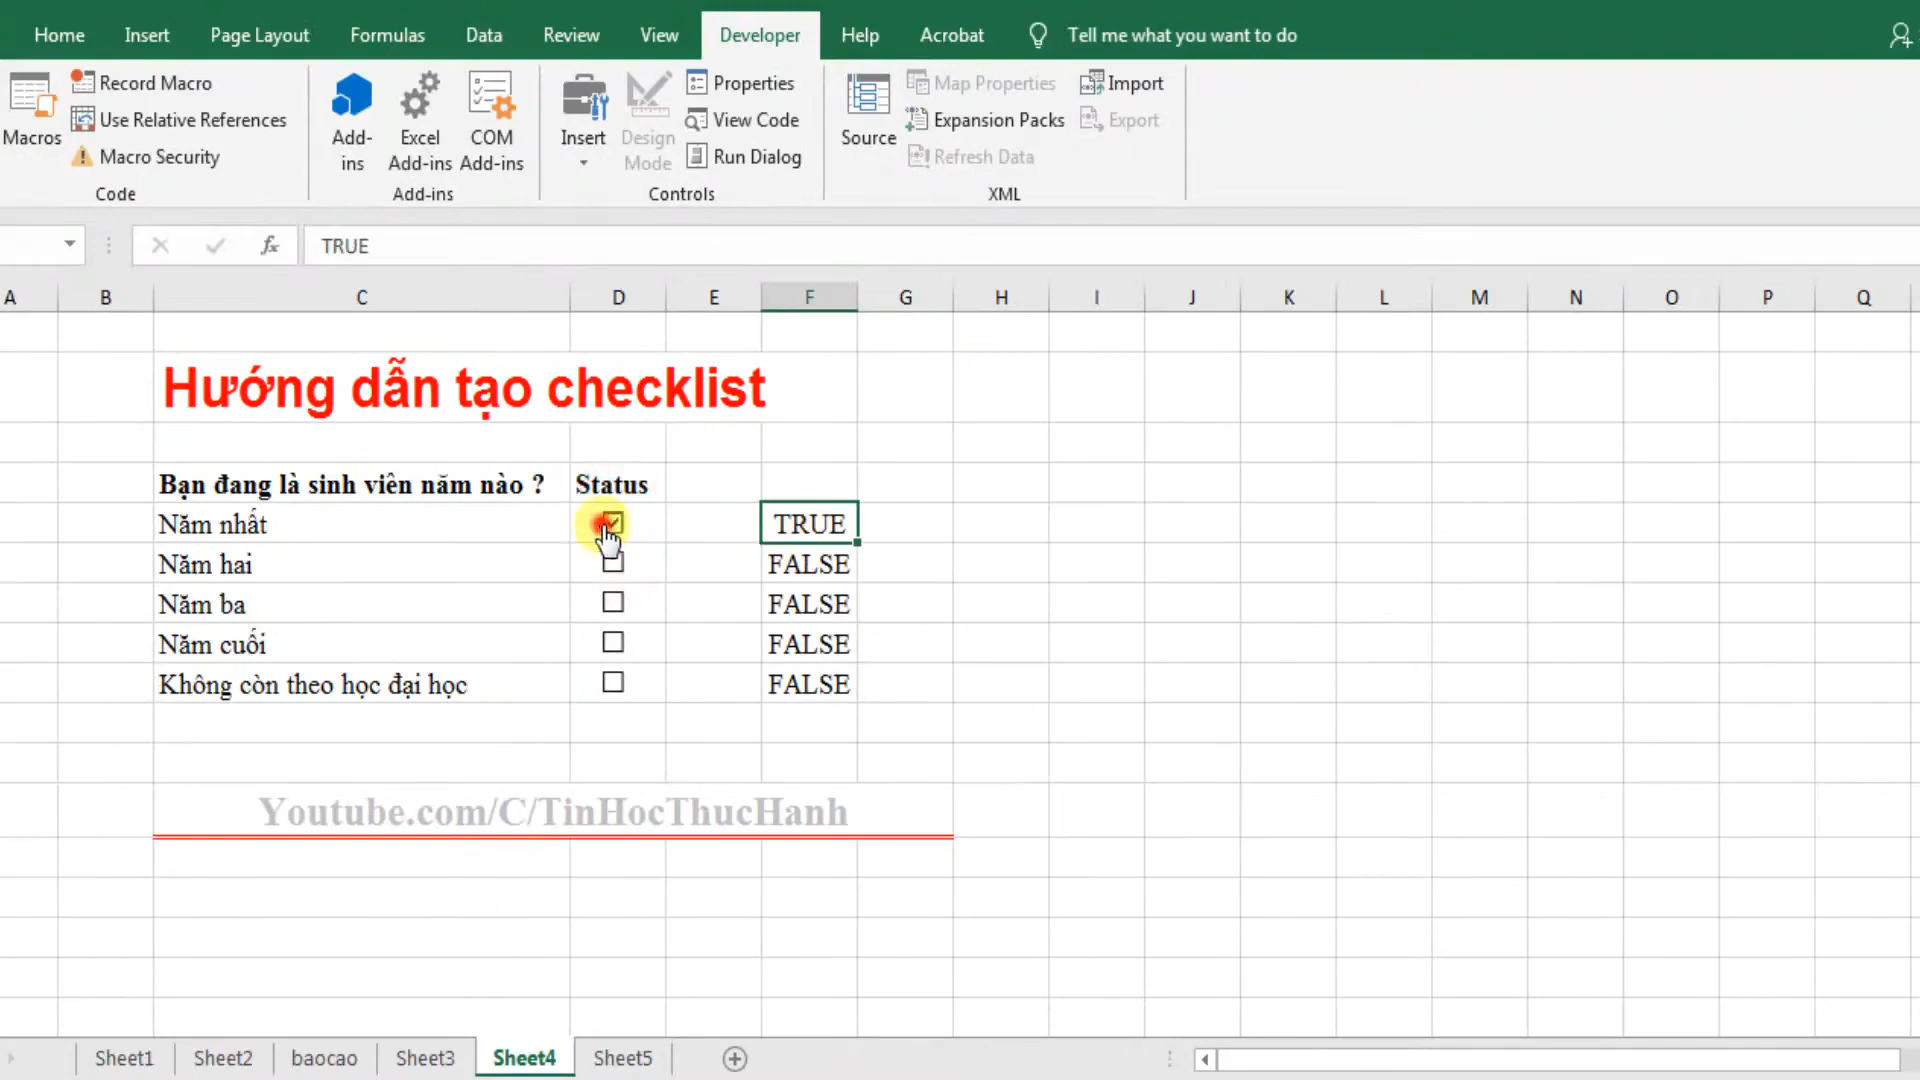 Home Insert Page Layout Formulas Data Review View Developer Help Acrobat Tell me what you want to do
Macros
Record Macro
Use Relative References
Macro Security
Code
Add-ins
Excel Add-ins
COM Add-ins
Add-ins
Insert
Design Mode
Properties
View Code
Run Dialog
Controls
Source
Map Properties
Expansion Packs
Refresh Data
Import
Export
XML
fx TRUE
A B C D E F G H I J K L M N O P Q
Hướng dẫn tạo checklist
Bạn đang là sinh viên năm nào ? Status
Năm nhất TRUE
Năm hai FALSE
Năm ba FALSE
Năm cuối FALSE
Không còn theo học đại học FALSE
Youtube.com/C/TinHocThucHanh
Sheet1 Sheet2 baocao Sheet3 Sheet4 Sheet5